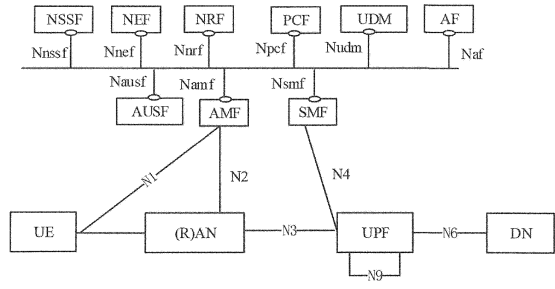 NSSF NEF NRF PCF UDM AF
Nnssf Nnef Nnrf Npcf Nudm Naf
Nausf Namf Nsmf
AUSF AMF SMF
N1 N2 N4
UE (R)AN N3 UPF N6 DN
N9